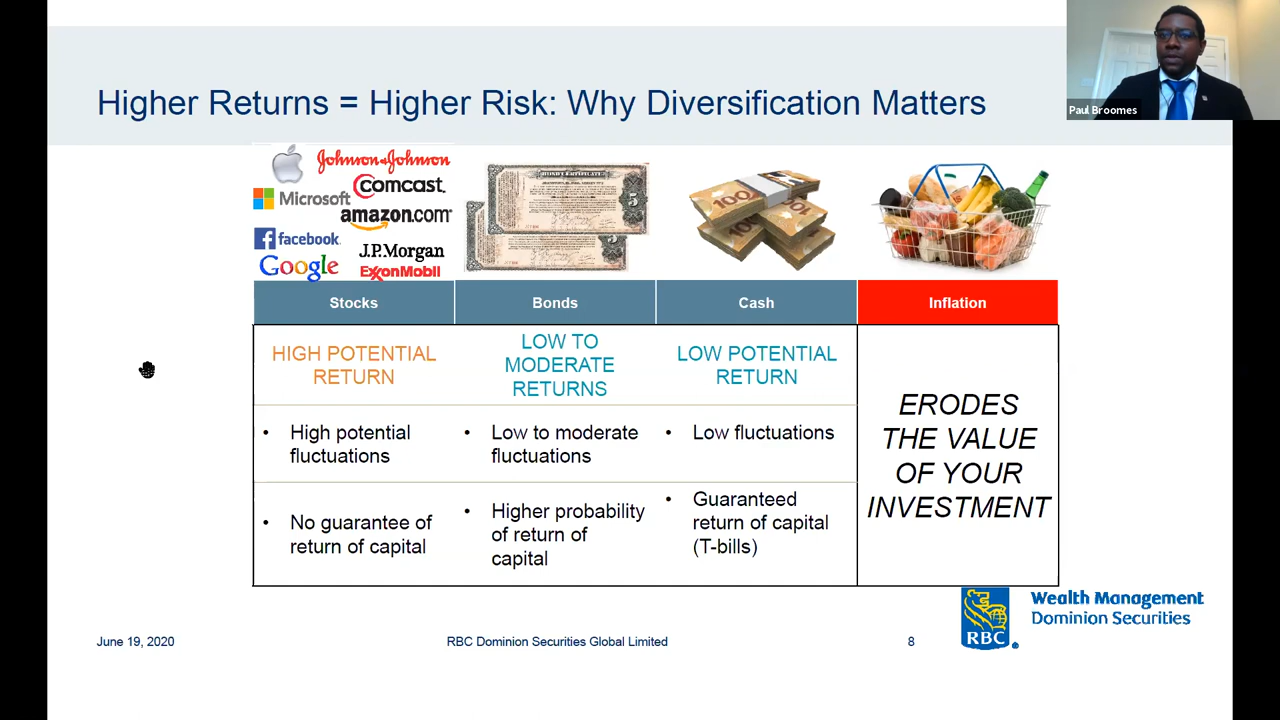 Paul Broomes
Higher Returns = Higher Risk: Why Diversification Matters
Johnson & Johnson
Comcast.
Microsoft
amazon.com
facebook
J.P.Morgan
Google
ExxonMobil
100
100
5
Stocks
Bonds
Cash
Inflation
HIGH POTENTIAL
RETURN
LOW TO
MODERATE
RETURNS
LOW POTENTIAL
RETURN
• High potential
fluctuations
• Low to moderate
fluctuations
• Low fluctuations
• No guarantee of
return of capital
• Higher probability
of return of
capital
• Guaranteed
return of capital
(T-bills)
ERODES
THE VALUE
OF YOUR
INVESTMENT
RBC
Wealth Management
Dominion Securities
June 19, 2020
RBC Dominion Securities Global Limited
8